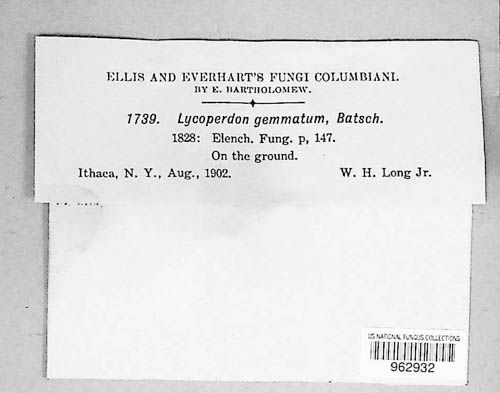 ELLIS AND EVERHART'S FUNGI COLUMBIANI.
BY E. BARTHOLOMEW.
1739. Lycoperdon gemmatum, Batsch.
1828: Elench. Fung. p, 147.
On the ground.
Ithaca, N. Y., Aug., 1902. W. H. Long Jr.
US NATIONAL FUNGUS COLLECTIONS
962932